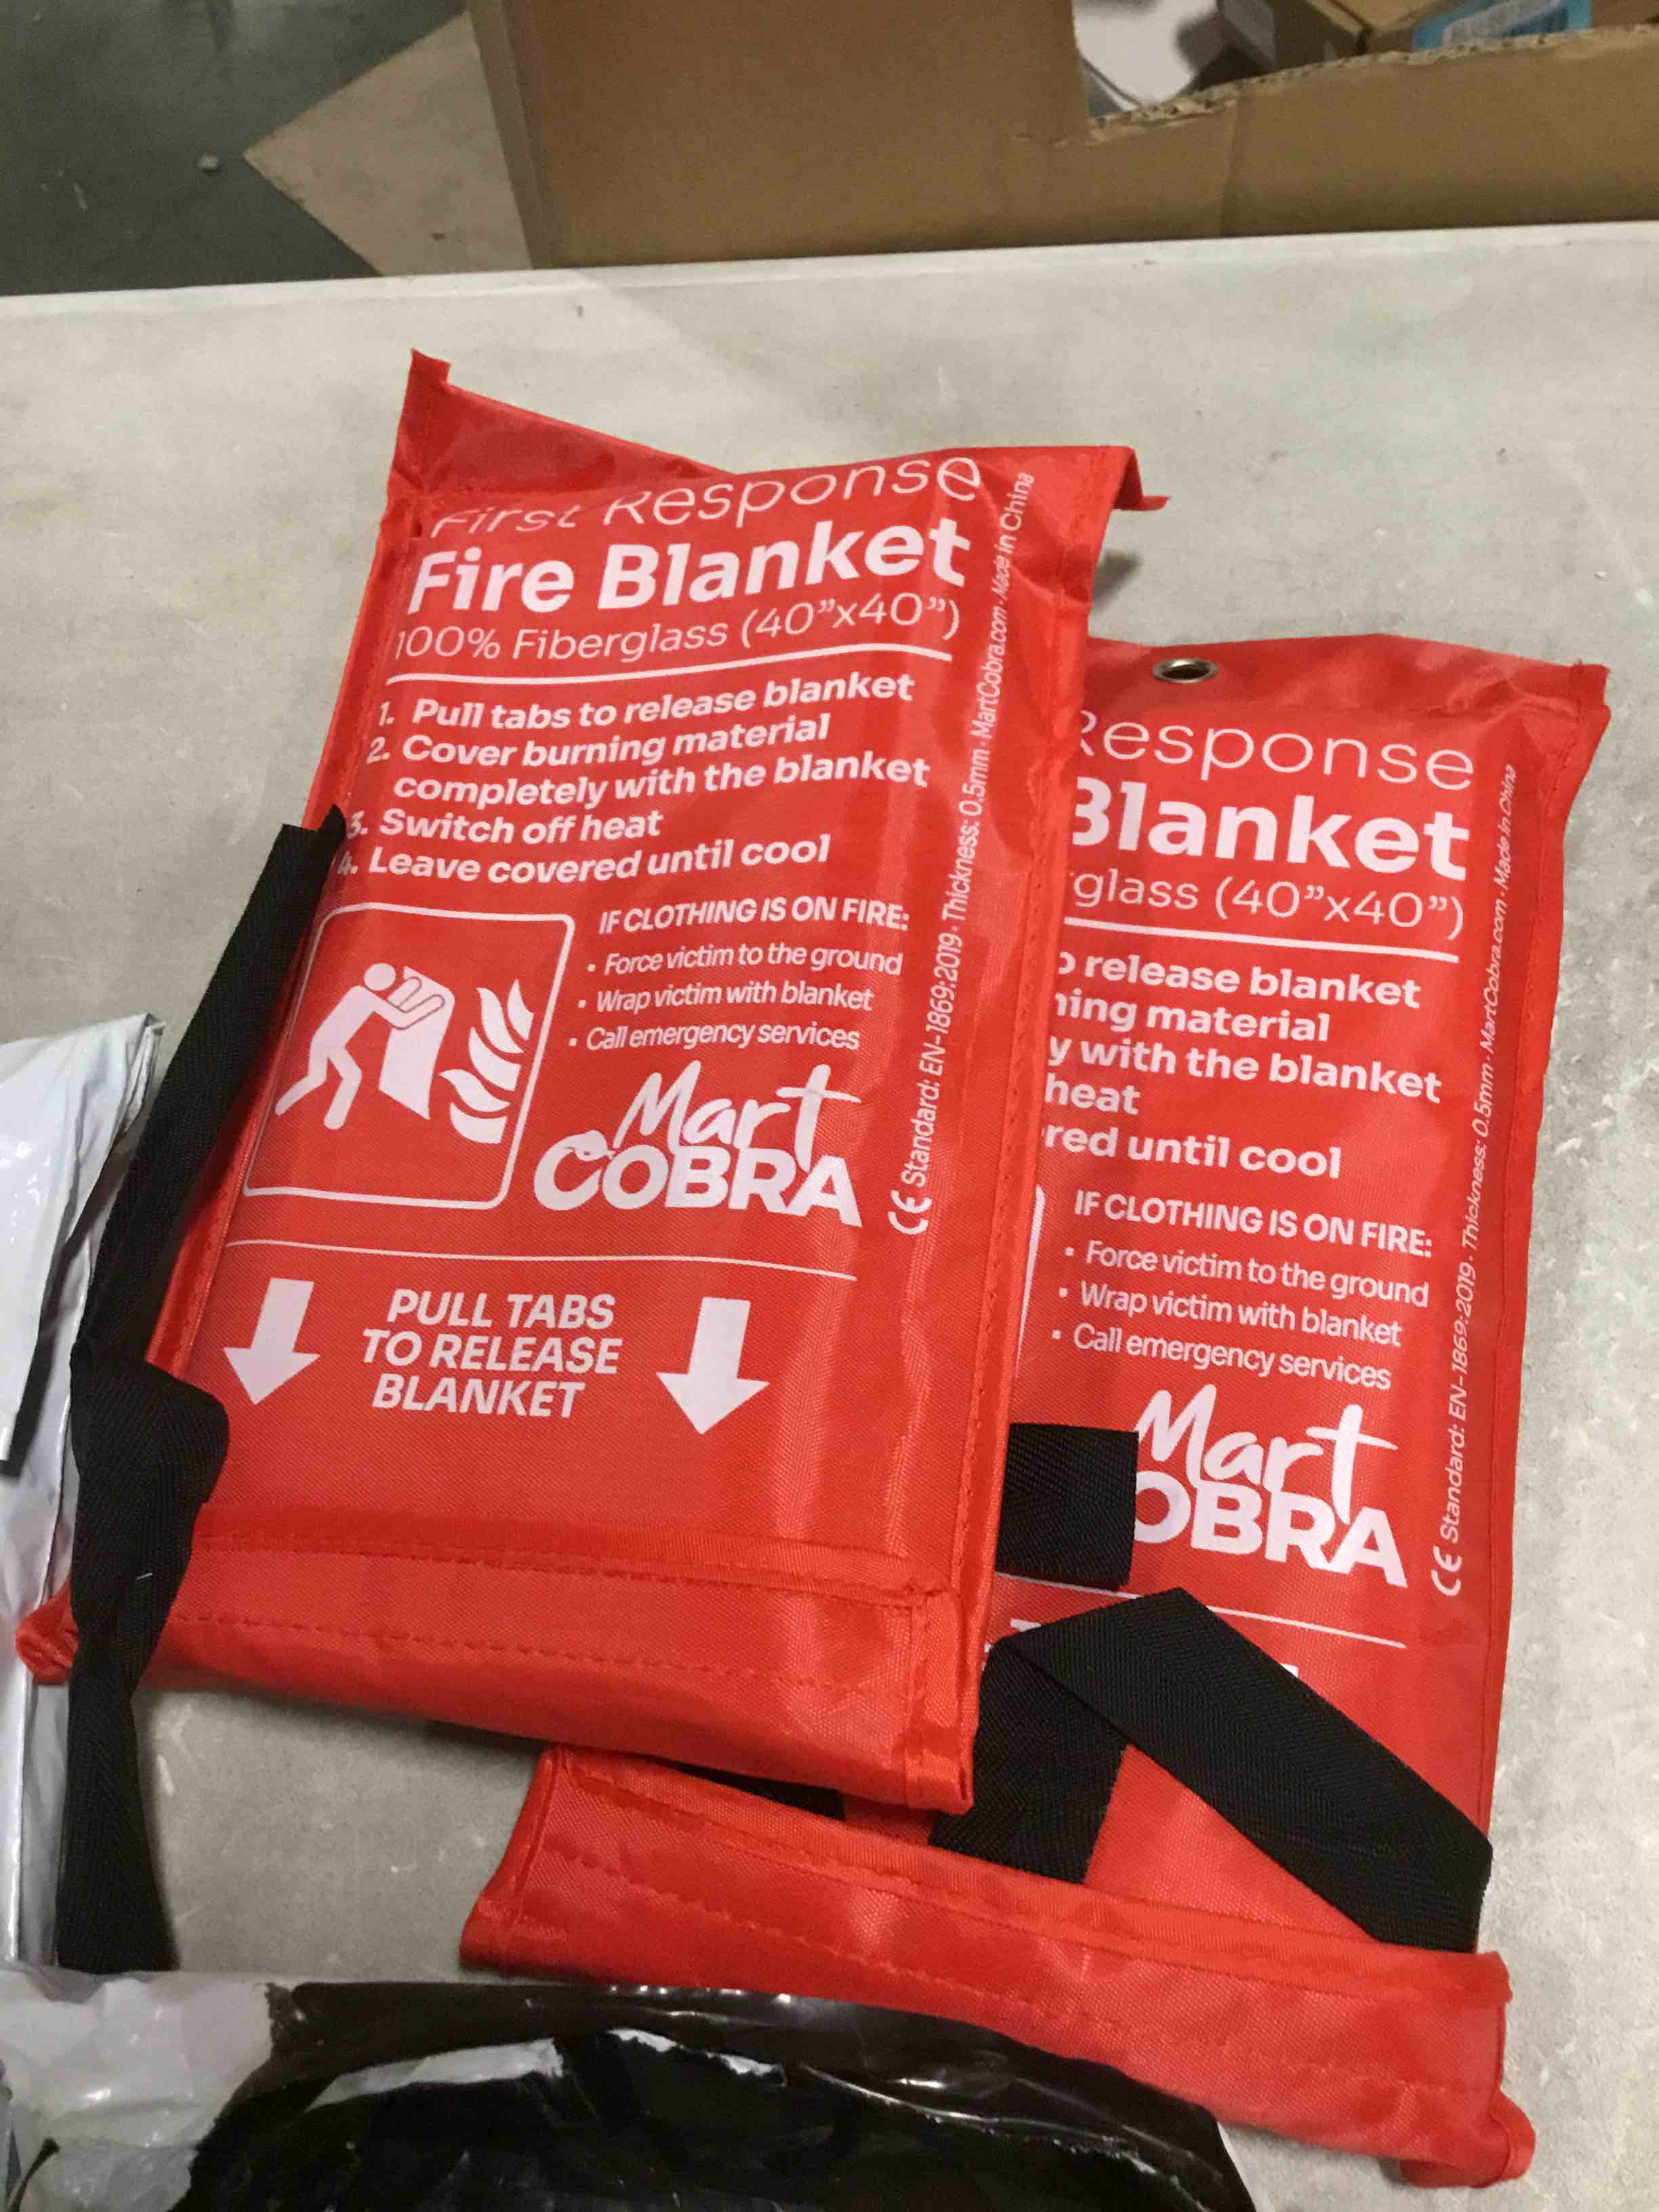 First Response
Fire Blanket
100% Fiberglass (40”x40”)
1. Pull tabs to release blanket
2. Cover burning material
completely with the blanket
3. Switch off heat
4. Leave covered until cool
IF CLOTHING IS ON FIRE:
• Force victim to the ground
• Wrap victim with blanket
• Call emergency services
Mart
COBRA
PULL TABS
TO RELEASE
BLANKET
CE Standard: EN-1869:2019 · Thickness: 0.5mm · MartCobra.com · Made in China
Response
Blanket
glass (40”x40”)
release blanket
ing material
y with the blanket
heat
red until cool
IF CLOTHING IS ON FIRE:
• Force victim to the ground
• Wrap victim with blanket
• Call emergency services
Mart
OBRA
CE Standard: EN-1869:2019 · Thickness: 0.5mm · MartCobra.com · Made in China